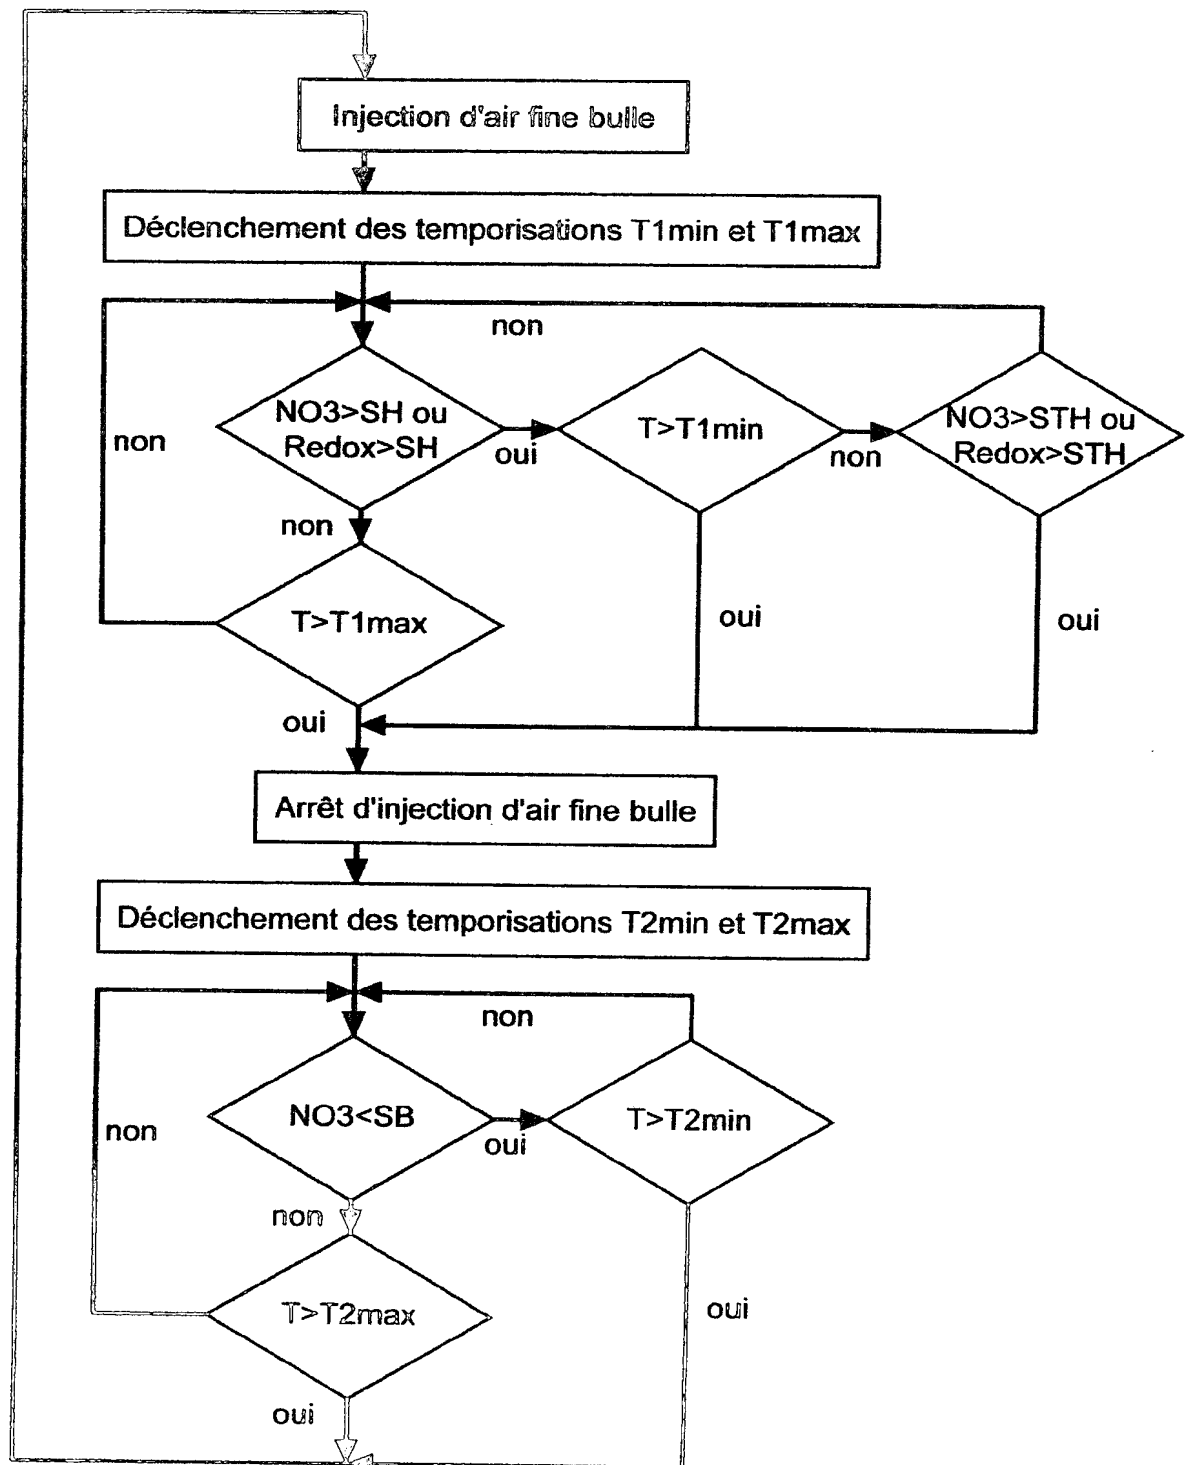 Injection d'air fine bulle
Déclenchement des temporisations T1min et T1max
non
non
NO3>SH ou
Redox>SH
oui
T>T1min
non
NO3>STH ou
Redox>STH
non
T>T1max
oui
oui
oui
Arrêt d'injection d'air fine bulle
Déclenchement des temporisations T2min et T2max
non
non
NO3<SB
oui
T>T2min
non
T>T2max
oui
oui